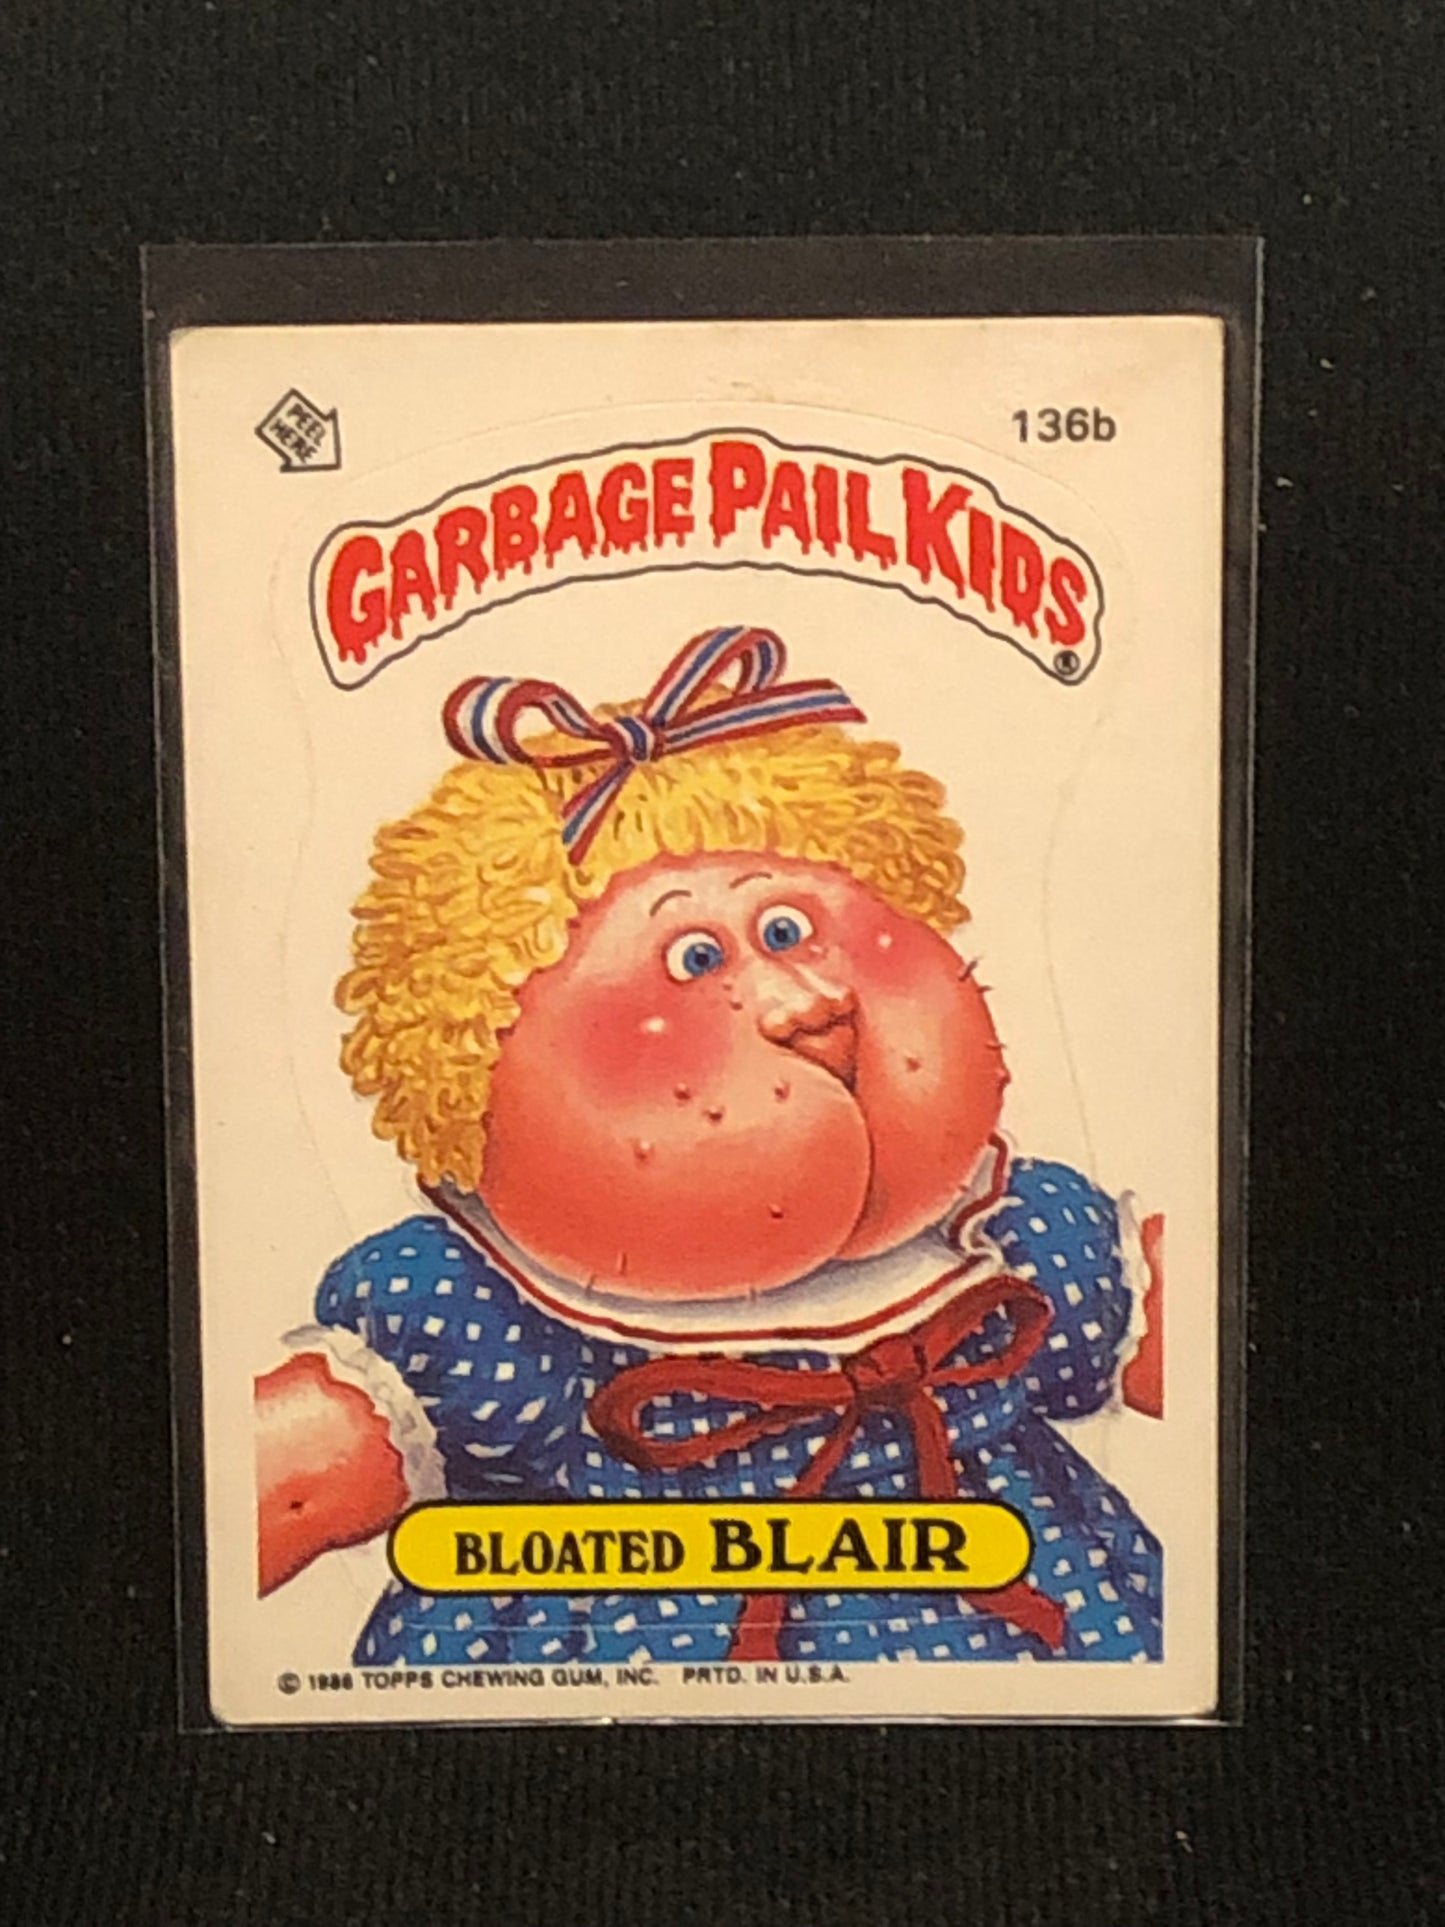 PEEL
HERE
136b
GARBAGE PAIL KIDS
®
BLOATED BLAIR
© 1986 TOPPS CHEWING GUM, INC. PRTD. IN U.S.A.